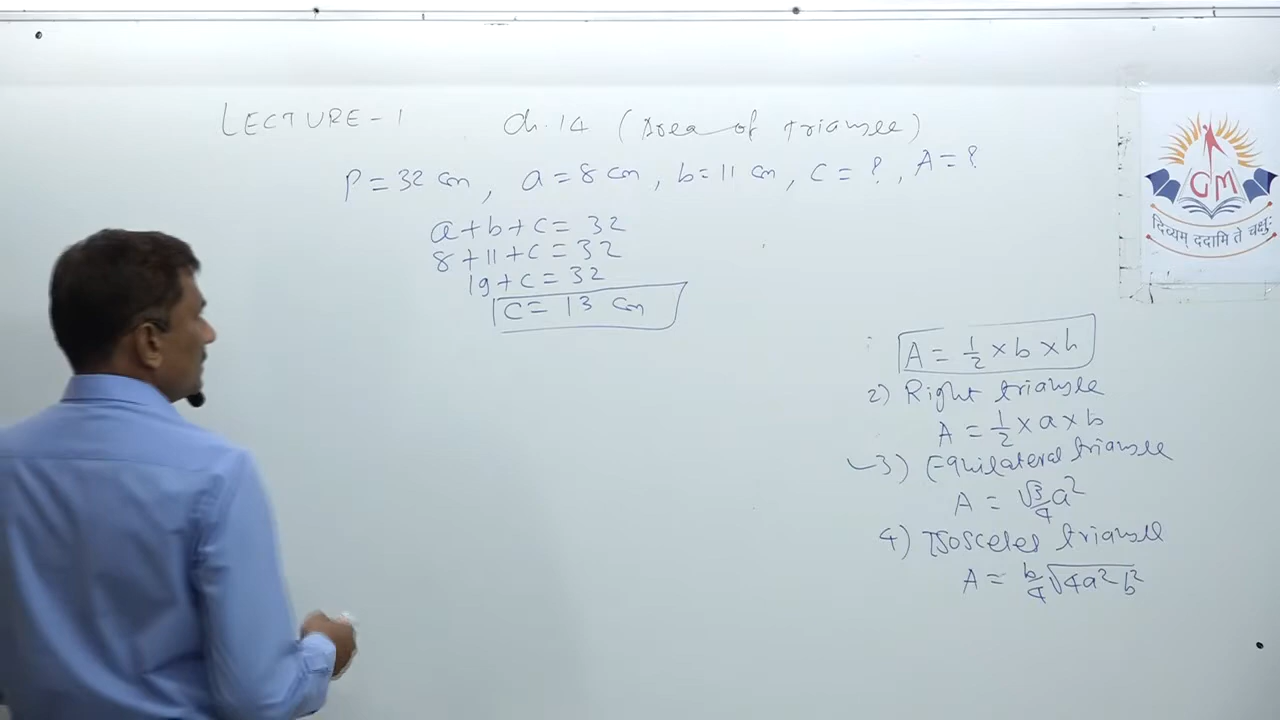 LECTURE-1 Ch.14 (Area of triangle)
P = 32 cm, a = 8 cm, b = 11 cm, C = ?, A = ?
a + b + c = 32
8 + 11 + c = 32
19 + c = 32
C = 13 cm
A = 1/2 × b × h
2) Right triangle
A = 1/2 × a × b
3) Equilateral triangle
A = √3/4 a²
4) Isosceles triangle
A = b/4 √4a² b²
GM
दिव्यम् ददामि ते चक्षुः